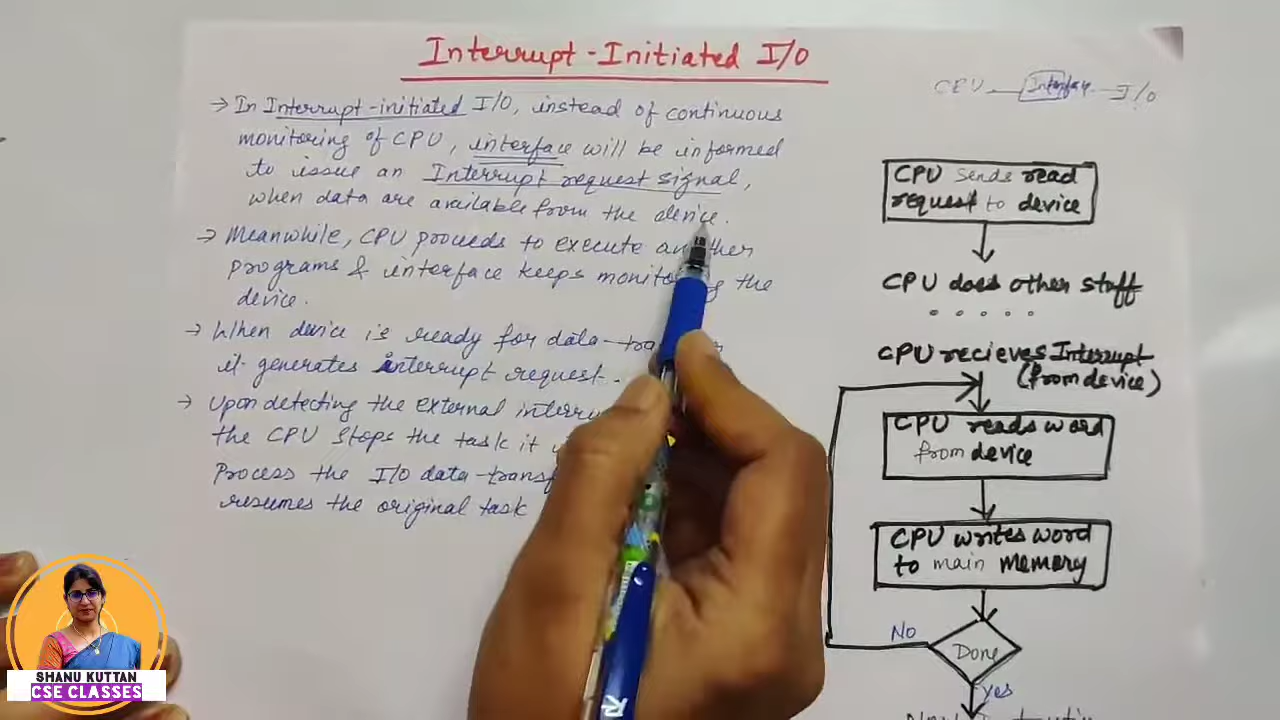 Interrupt-Initiated I/O
→ In Interrupt-initiated I/O, instead of continuous
monitoring of CPU, interface will be informed
to issue an Interrupt request signal,
when data are available from the device.
→ Meanwhile, CPU proceeds to execute another
programs & interface keeps monitoring the
device.
→ When device is ready for data-
it generates interrupt request.
→ Upon detecting the external
the CPU stops the task it
process the I/O data-
resumes the original task
CPU Interface I/O
CPU sends read
request to device
CPU does other stuff
. . . . .
CPU recieves Interrupt
(from device)
CPU reads word
from device
CPU writes word
to main memory
No
Done
yes
SHANU KUTTAN
CSE CLASSES